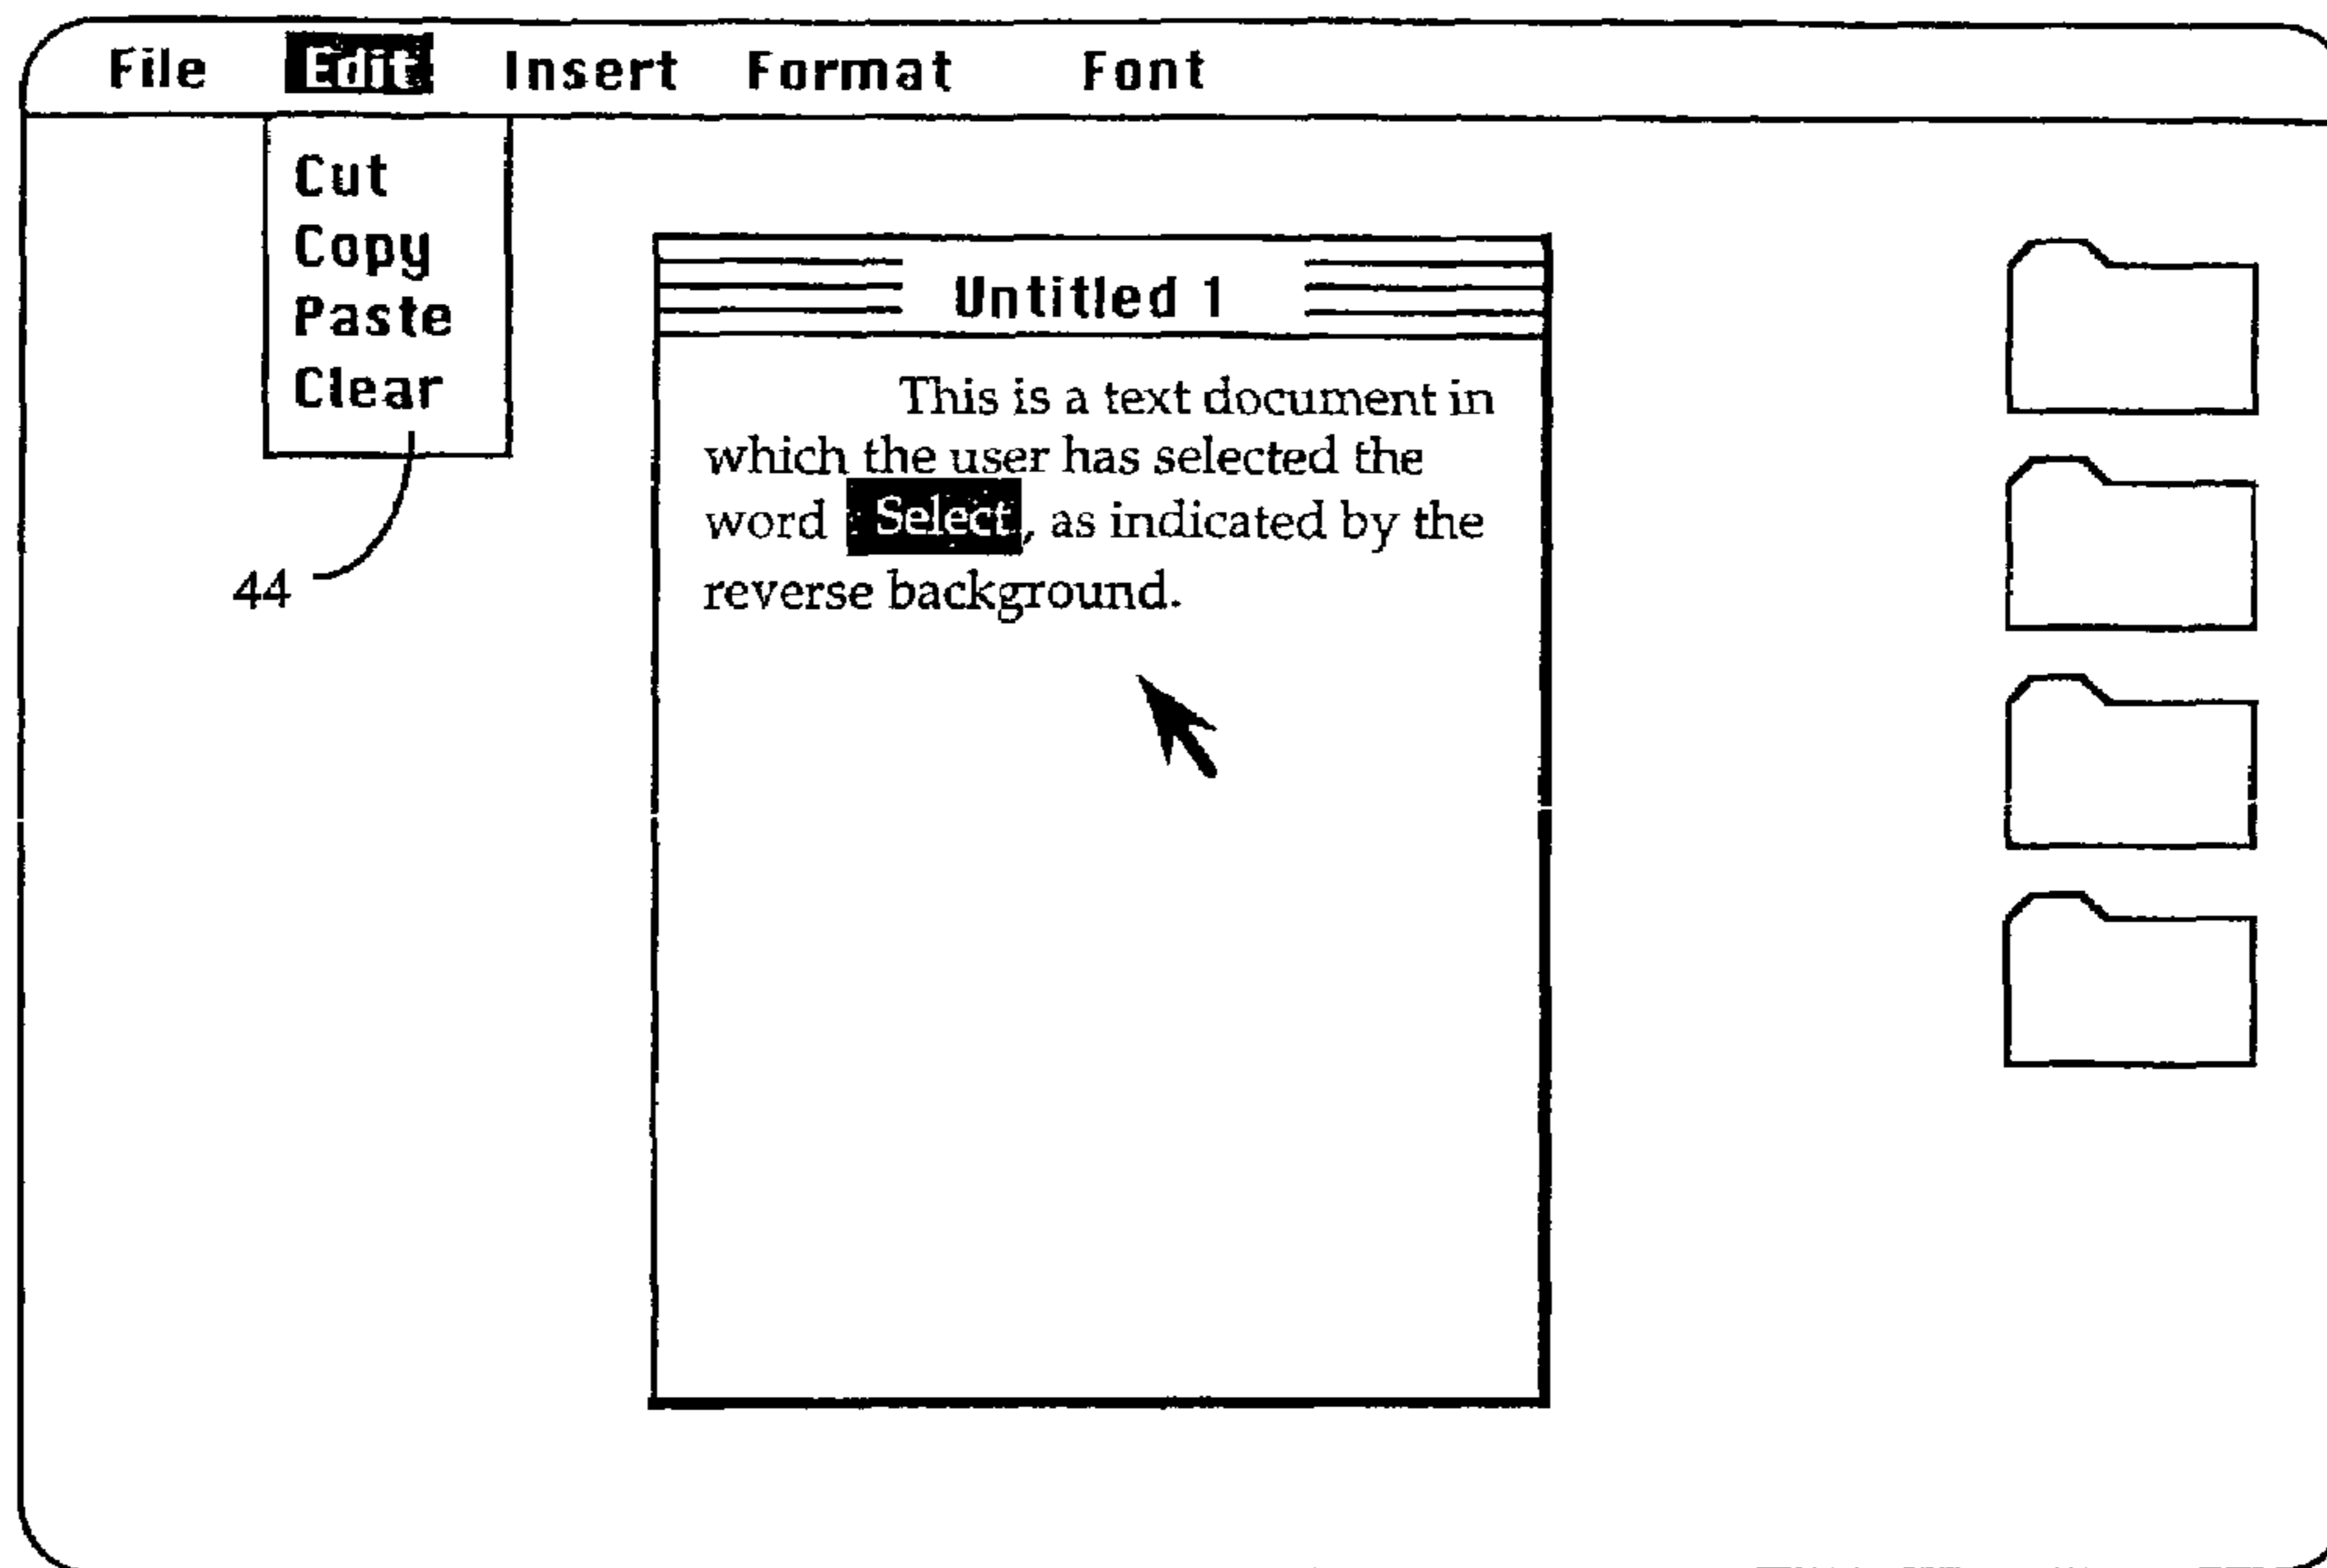 File Edit Insert Format Font
Cut
Copy
Paste
Clear
44
Untitled 1
This is a text document in
which the user has selected the
word Select, as indicated by the
reverse background.